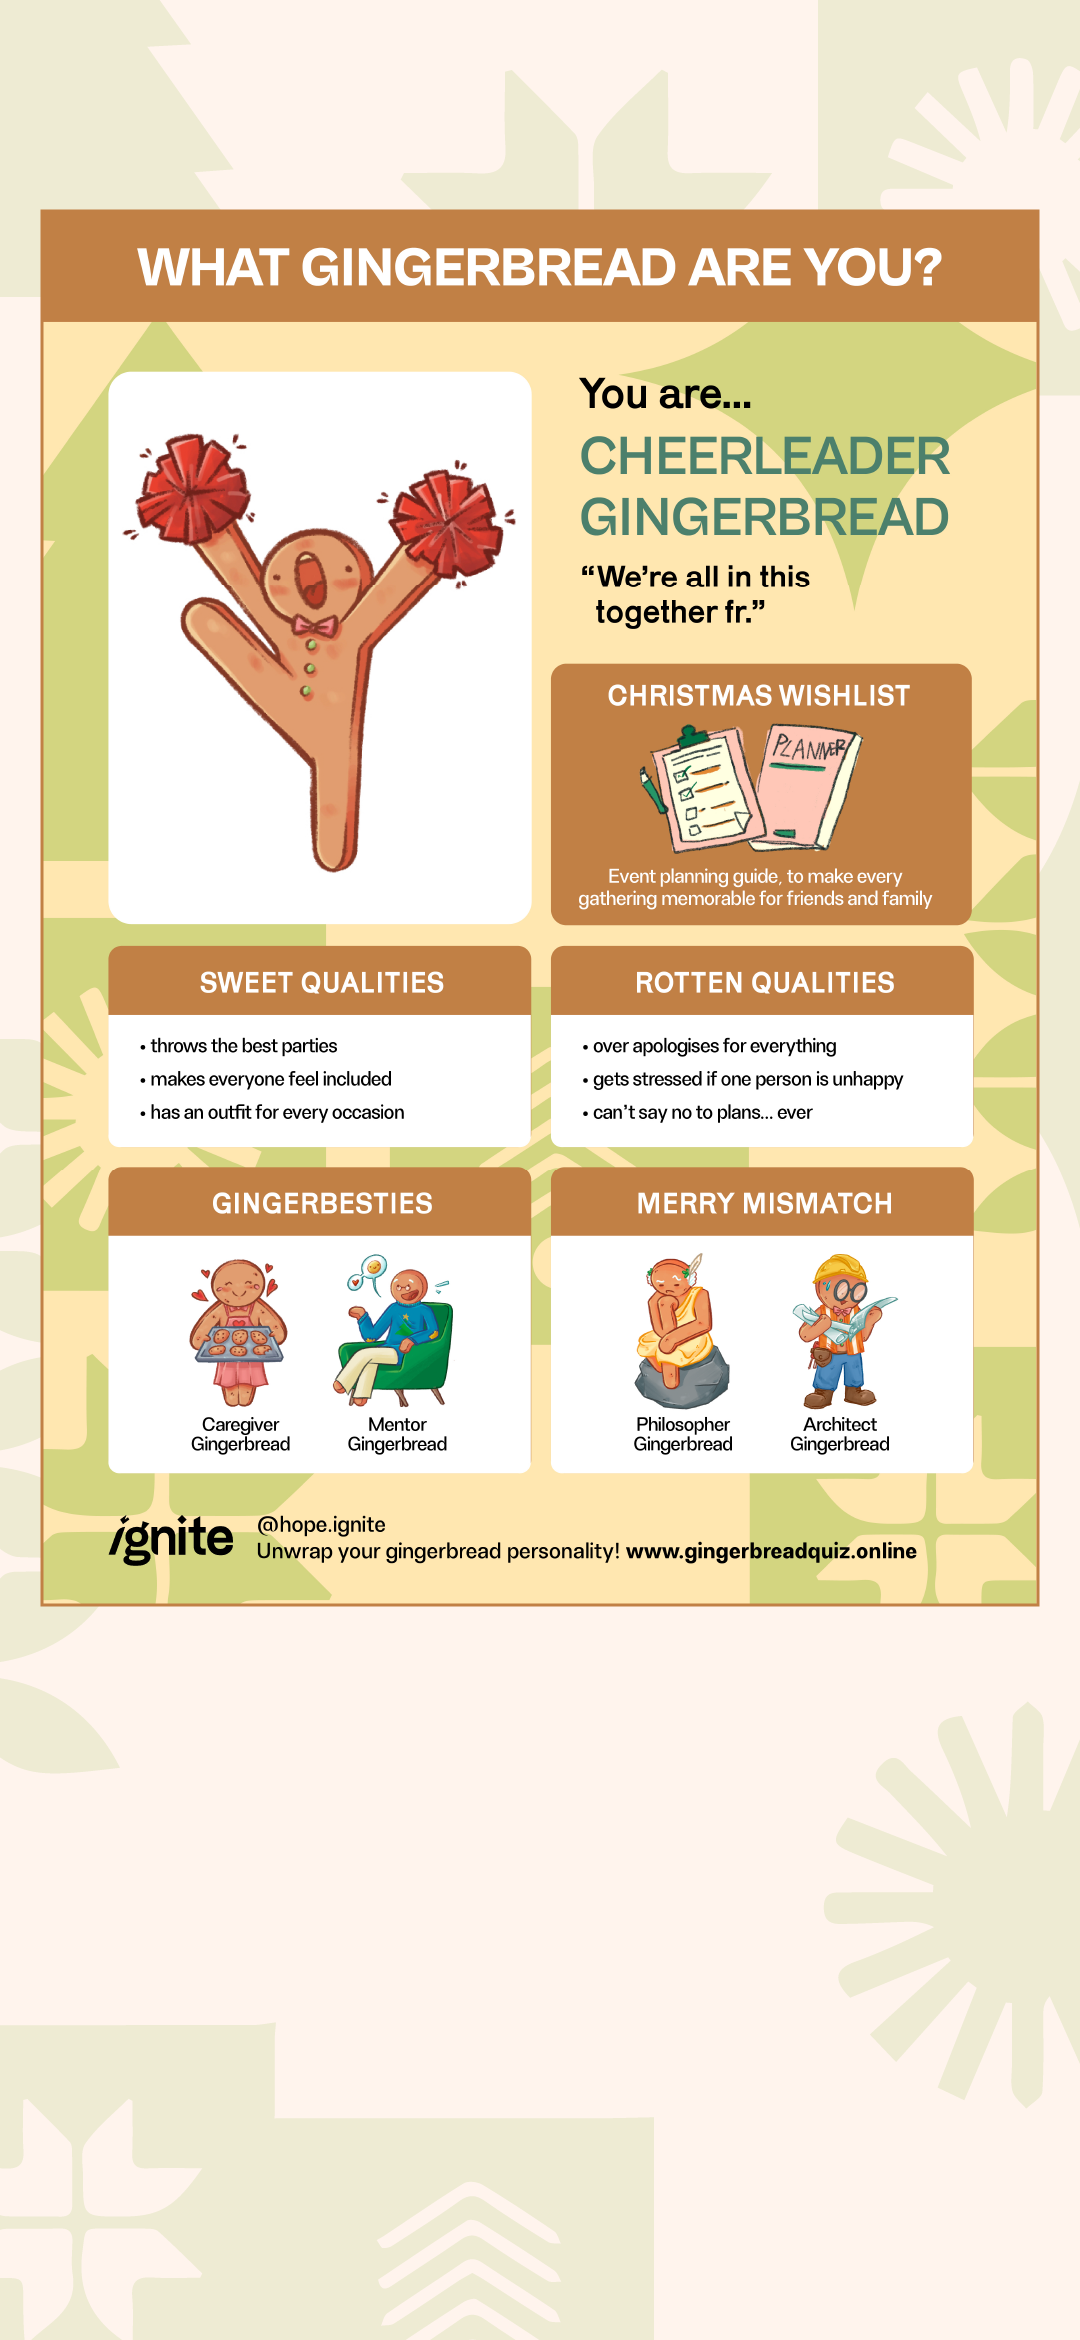 WHAT GINGERBREAD ARE YOU?
You are...
CHEERLEADER
GINGERBREAD
“We’re all in this
together fr.”
CHRISTMAS WISHLIST
PLANNER
Event planning guide, to make every
gathering memorable for friends and family
SWEET QUALITIES
• throws the best parties
• makes everyone feel included
• has an outfit for every occasion
ROTTEN QUALITIES
• over apologises for everything
• gets stressed if one person is unhappy
• can’t say no to plans... ever
GINGERBESTIES
Caregiver
Gingerbread
Mentor
Gingerbread
MERRY MISMATCH
Philosopher
Gingerbread
Architect
Gingerbread
ignite
@hope.ignite
Unwrap your gingerbread personality! www.gingerbreadquiz.online